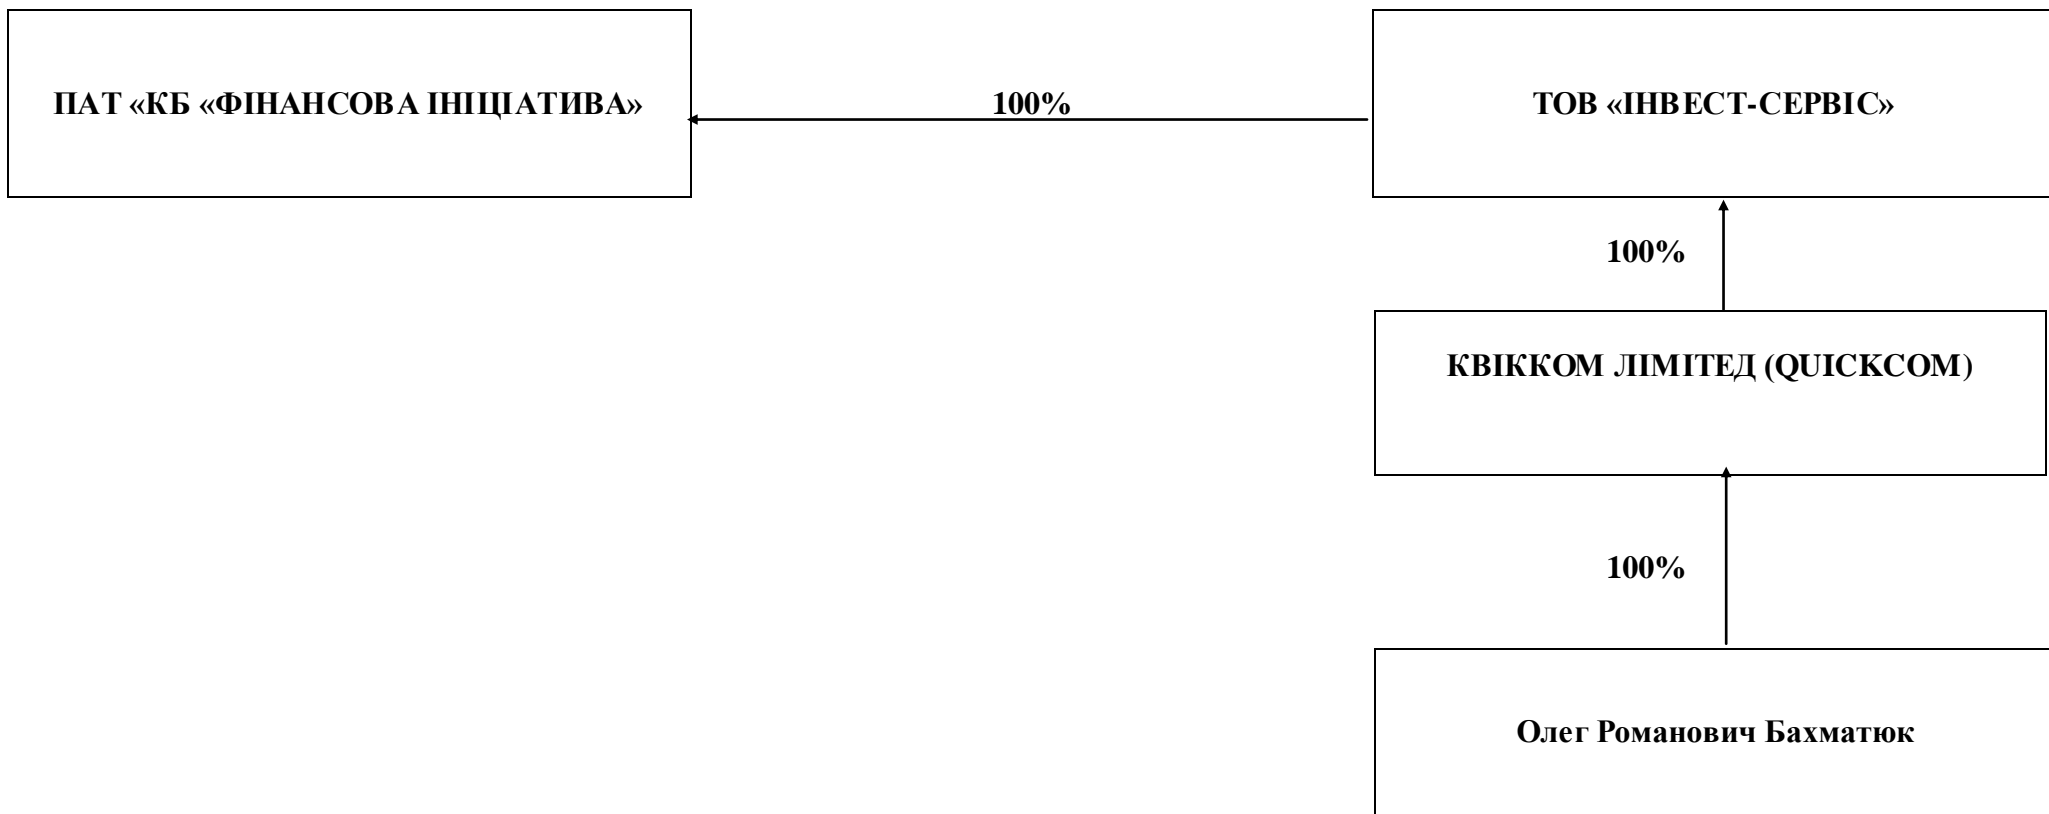 ПАТ «КБ «ФІНАНСОВА ІНІЦІАТИВА»
100%
ТОВ «ІНВЕСТ-СЕРВІС»
100%
КВІККОМ ЛІМІТЕД (QUICKCOM)
100%
Олег Романович Бахматюк